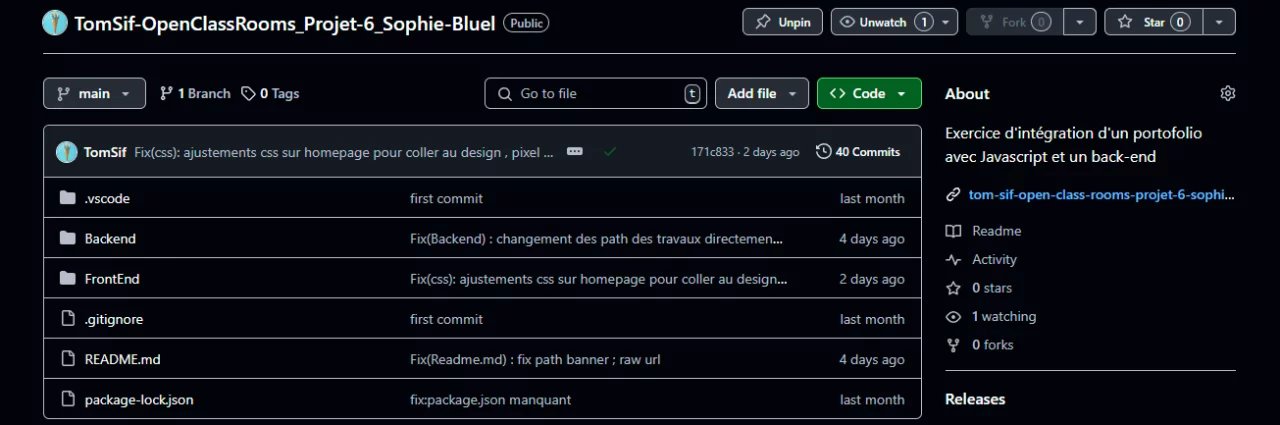 TomSif-OpenClassRooms_Projet-6_Sophie-Bluel Public Unpin Unwatch 1 Fork 0 Star 0
main 1 Branch 0 Tags Go to file t Add file Code
TomSif Fix(css): ajustements css sur homepage pour coller au design , pixel ... 171c833 · 2 days ago 40 Commits
.vscode first commit last month
Backend Fix(Backend) : changement des path des travaux directemen... 4 days ago
FrontEnd Fix(css): ajustements css sur homepage pour coller au design... 2 days ago
.gitignore first commit last month
README.md Fix(Readme.md) : fix path banner ; raw url 4 days ago
package-lock.json fix:package.json manquant last month
About
Exercice d'intégration d'un portofolio
avec Javascript et un back-end
tom-sif-open-class-rooms-projet-6-sophi...
Readme
Activity
0 stars
1 watching
0 forks
Releases